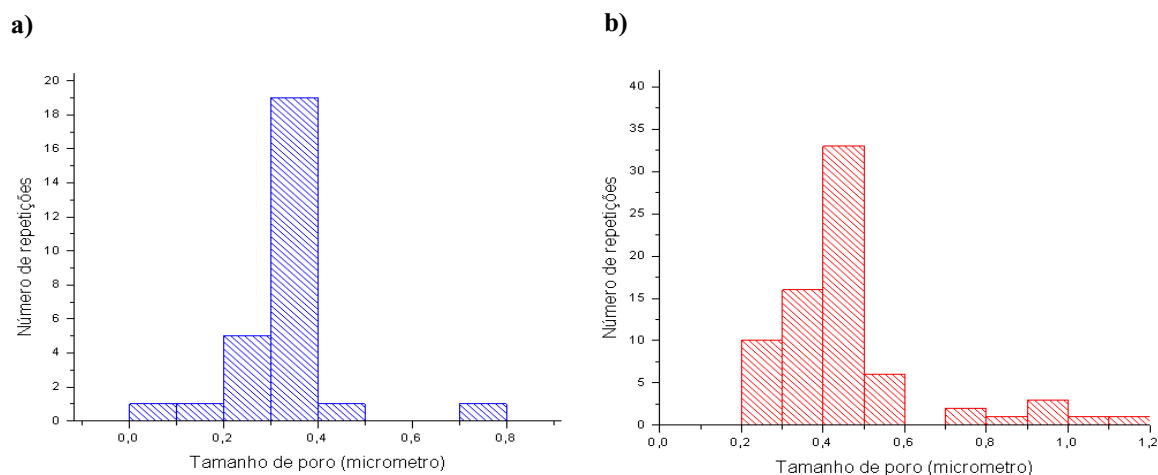 a)
b)
20
18
16
14
12
10
8
6
4
2
0
Número de repetições
0,0 0,2 0,4 0,6 0,8
Tamanho de poro (micrometro)
40
35
30
25
20
15
10
5
0
Número de repetições
0,0 0,2 0,4 0,6 0,8 1,0 1,2
Tamanho de poro (micrometro)